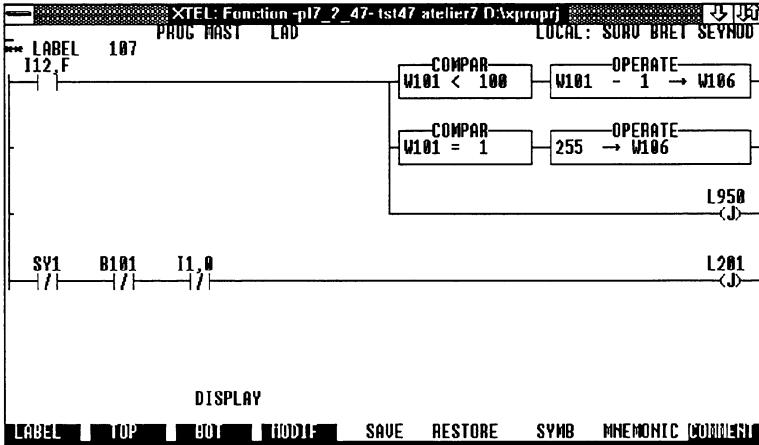 XTEL: Fonction -pl7_2_47- tst47 atelier7 D:\xproprj
PROG MAST LAD LOCAL: SURV BRET SEYNOD
*** LABEL 107
I12,F
COMPAR OPERATE
W101 < 100 W101 - 1 → W106
COMPAR OPERATE
W101 = 1 255 → W106
L950
(J)
SY1 B101 I1,0 L201
(J)
DISPLAY
LABEL TOP BOT MODIF SAVE RESTORE SYMB MNEMONIC COMMENT